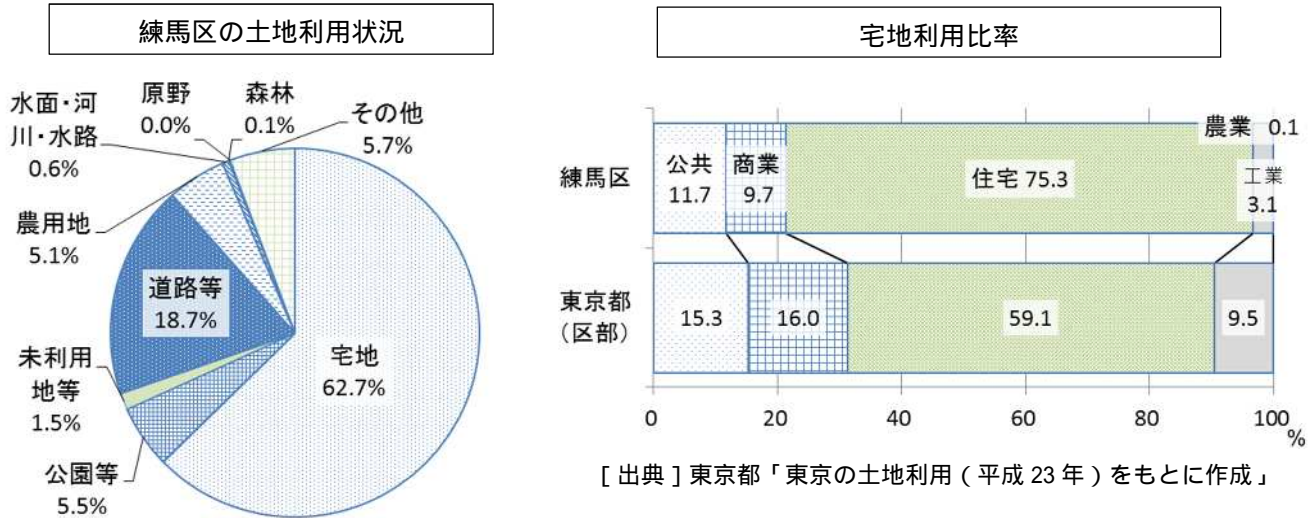 練馬区の土地利用状況
水面・河
川・水路
0.6%
原野
0.0%
森林
0.1%
その他
5.7%
農用地
5.1%
道路等
18.7%
未利用
地等
1.5%
公園等
5.5%
宅地
62.7%
宅地利用比率
練馬区
公共
11.7
商業
9.7
住宅 75.3
農業 0.1
工業
3.1
東京都
（区部）
15.3
16.0
59.1
9.5
0 20 40 60 80 100
%
[ 出典 ] 東京都「東京の土地利用（平成 23 年）をもとに作成」